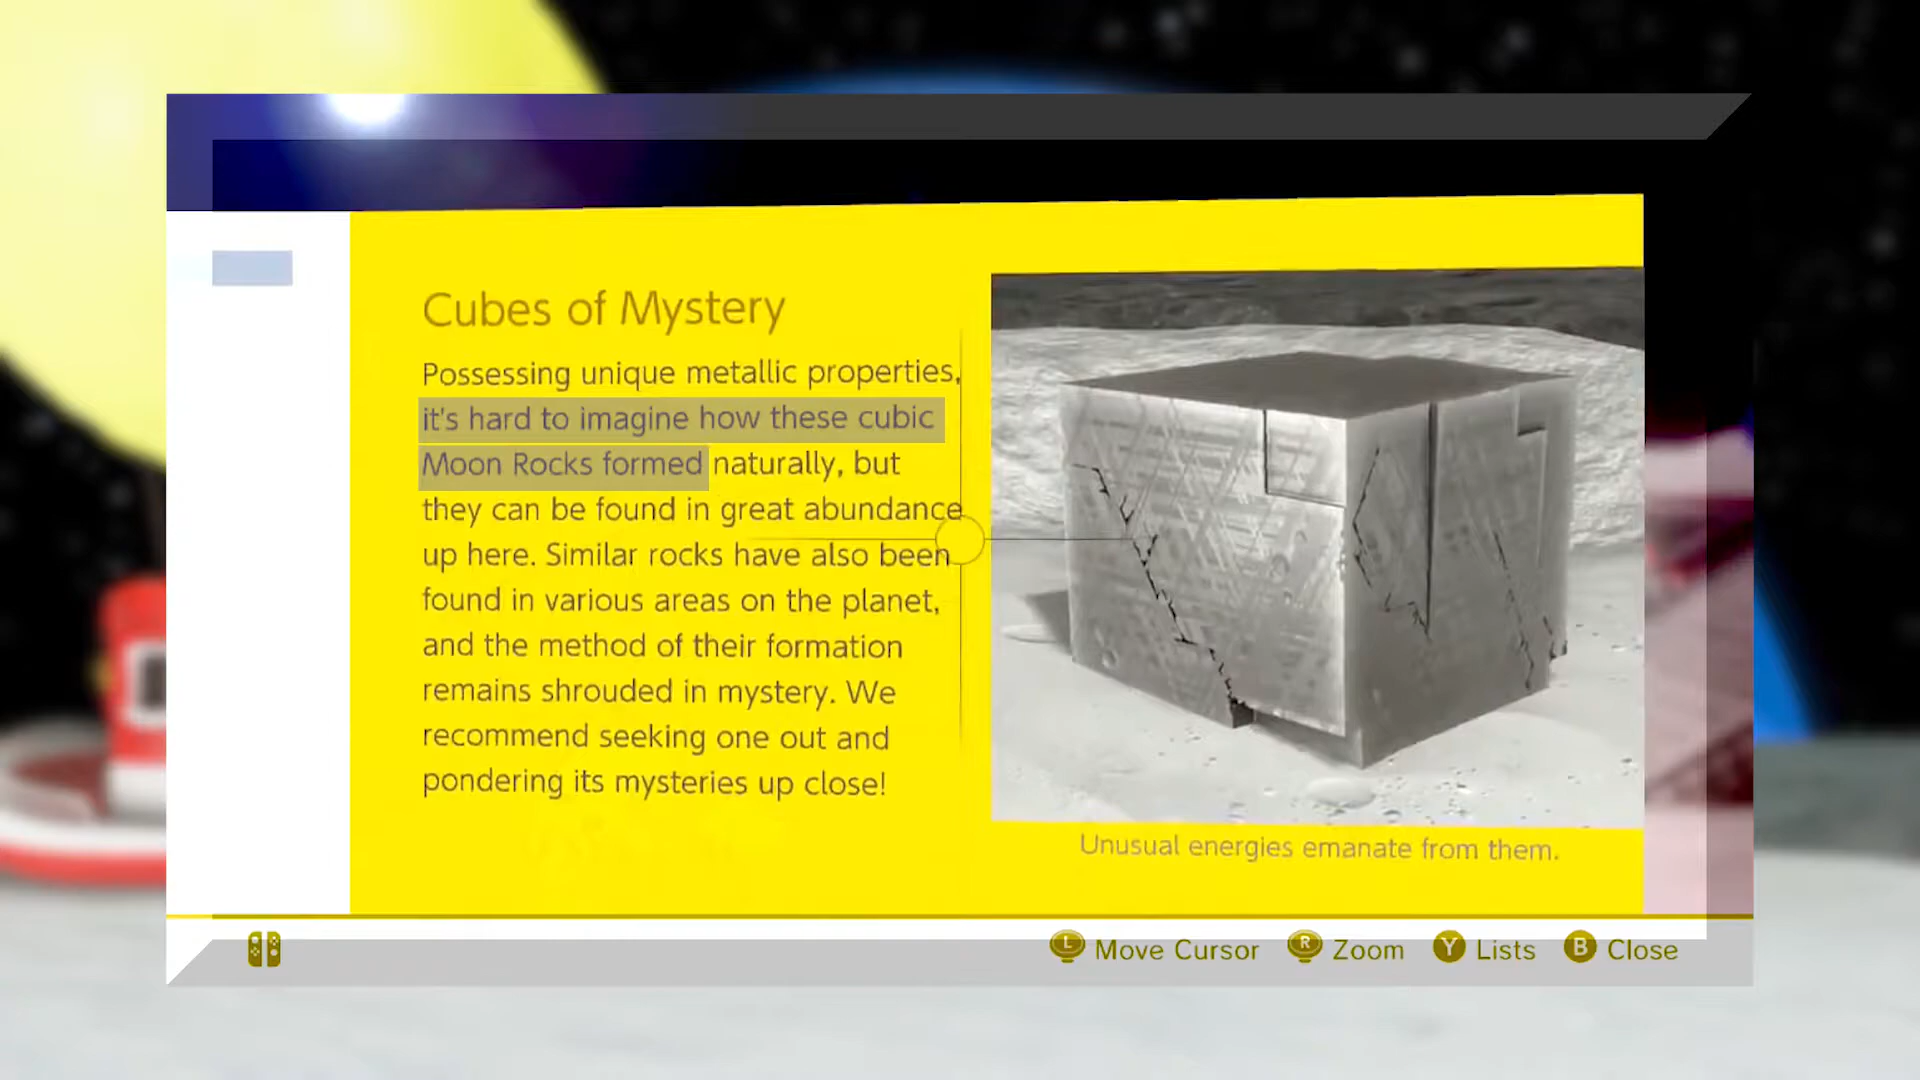 Cubes of Mystery
Possessing unique metallic properties,
it's hard to imagine how these cubic
Moon Rocks formed naturally, but
they can be found in great abundance
up here. Similar rocks have also been
found in various areas on the planet,
and the method of their formation
remains shrouded in mystery. We
recommend seeking one out and
pondering its mysteries up close!
Unusual energies emanate from them.
L Move Cursor R Zoom Y Lists B Close